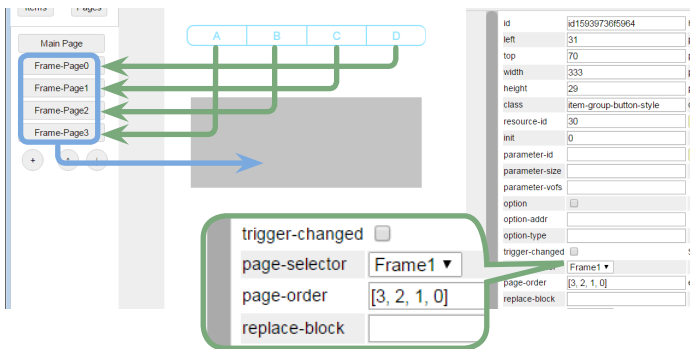 Items Pages
Main Page
Frame-Page0
Frame-Page1
Frame-Page2
Frame-Page3
+
A B C D
trigger-changed
page-selector Frame1 ▾
page-order [3, 2, 1, 0]
replace-block
id id15939736f5964
left 31
top 70
width 333
height 29
class item-group-button-style
resource-id 30
init 0
parameter-id
parameter-size
parameter-vofs
option
option-addr
option-type
trigger-changed
Frame1 ▾
page-order [3, 2, 1, 0]
replace-block